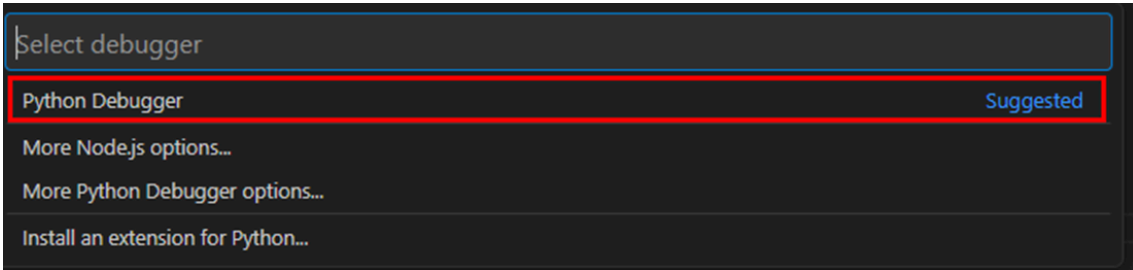 Select debugger
Python Debugger Suggested
More Node.js options...
More Python Debugger options...
Install an extension for Python...